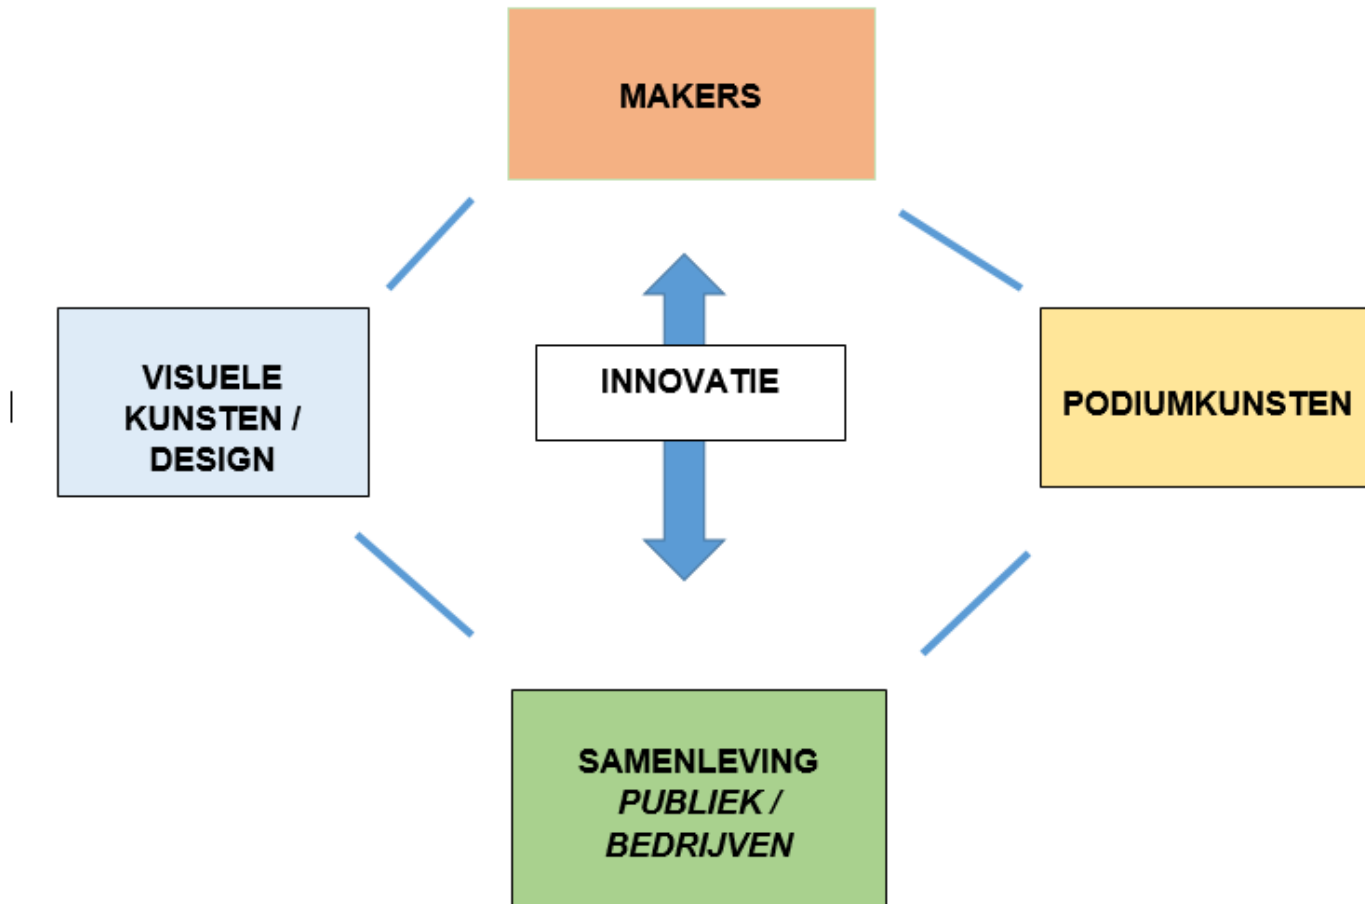 MAKERS
VISUELE
KUNSTEN /
DESIGN
INNOVATIE
PODIUMKUNSTEN
SAMENLEVING
PUBLIEK /
BEDRIJVEN